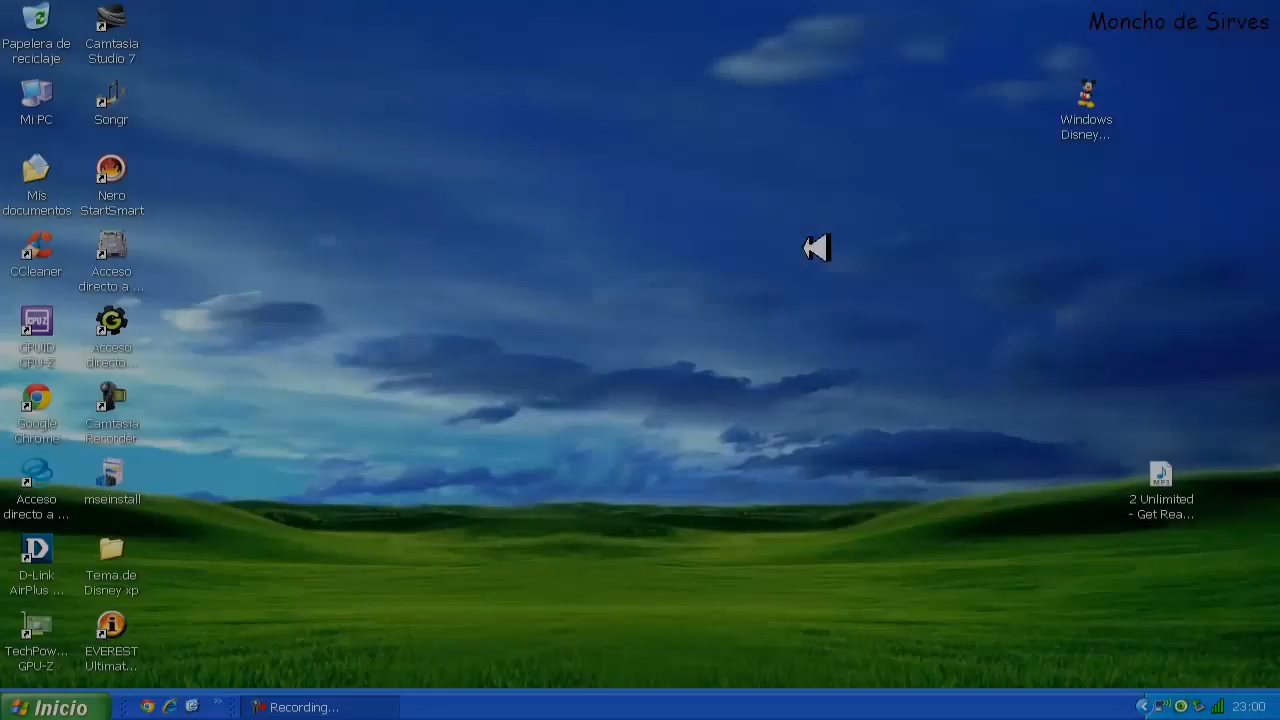 Moncho de Sirves
Papelera de
reciclaje
Camtasia
Studio 7
Mi PC
Songr
Windows
Disney...
Mis
documentos
Nero
StartSmart
CCleaner
Acceso
directo a ...
CPUID
CPU-Z
Acceso
directo...
Google
Chrome
Camtasia
Recorder
Acceso
directo a ...
mseinstall
2 Unlimited
- Get Rea...
MP3
D-Link
AirPlus ...
Tema de
Disney xp
TechPow...
GPU-Z
EVEREST
Ultimat...
Inicio
Recording...
23:00